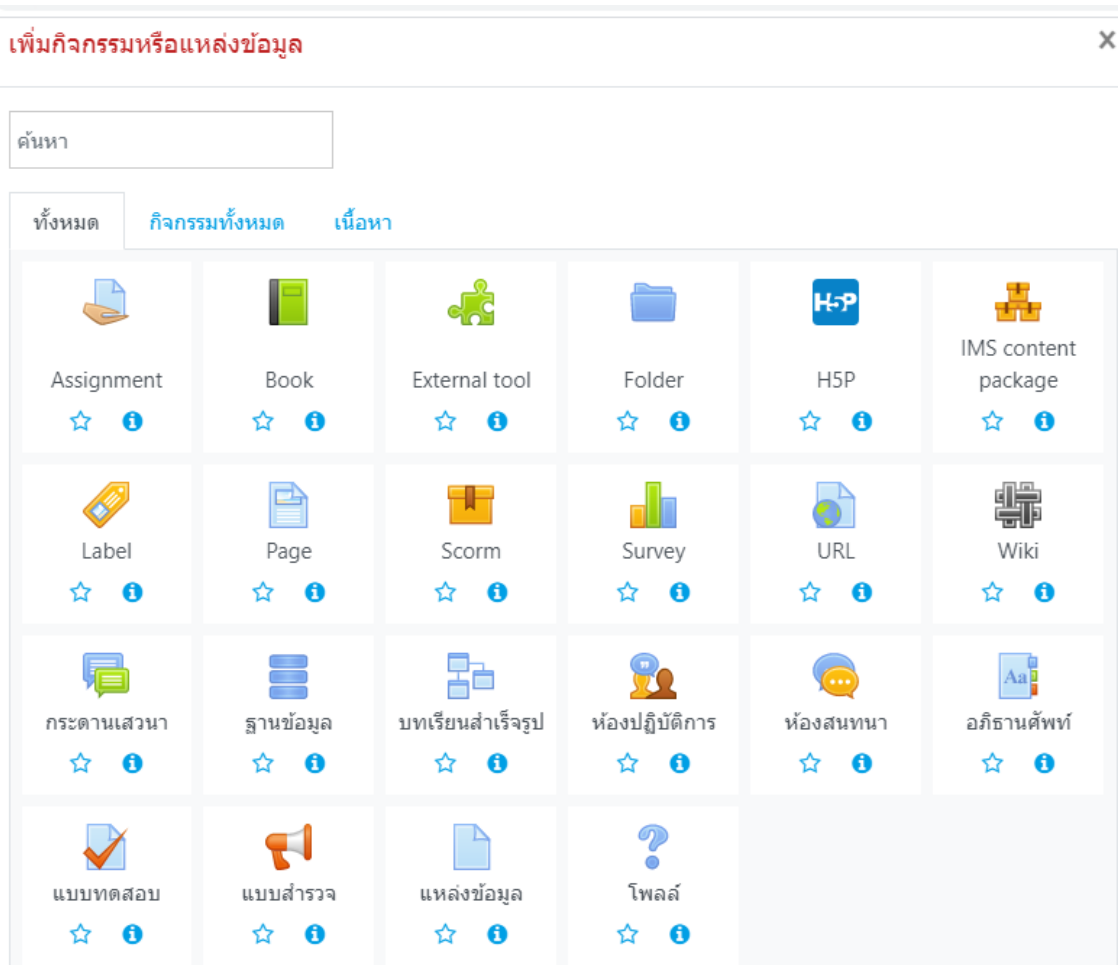 เพิ่มกิจกรรมหรือแหล่งข้อมูล
×
ค้นหา
ทั้งหมด กิจกรรมทั้งหมด เนื้อหา
H5P
Assignment
Book
External tool
Folder
H5P
IMS content
package
Label
Page
Scorm
Survey
URL
Wiki
Aa
กระดานเสวนา
ฐานข้อมูล
บทเรียนสำเร็จรูป
ห้องปฏิบัติการ
ห้องสนทนา
อภิธานศัพท์
แบบทดสอบ
แบบสำรวจ
แหล่งข้อมูล
โพลล์